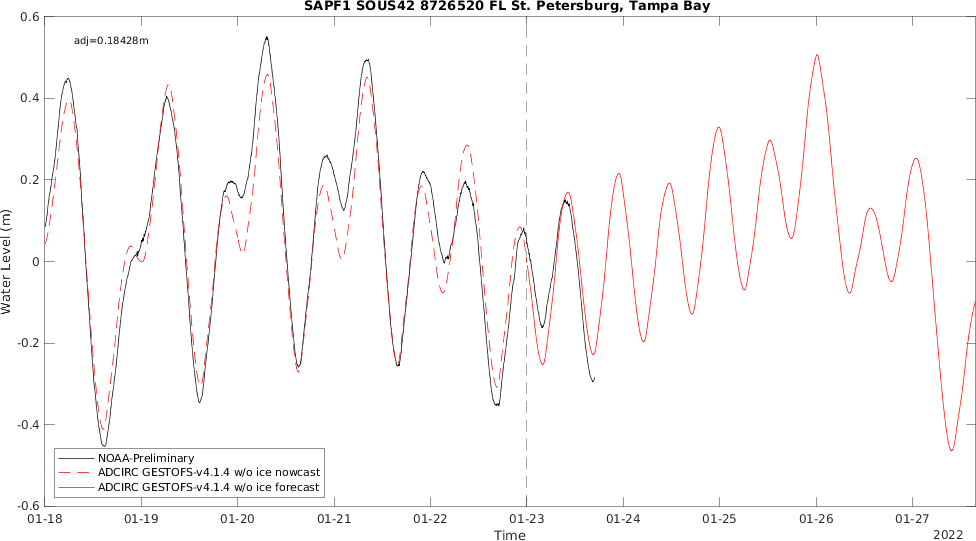 SAPF1 SOUS42 8726520 FL St. Petersburg, Tampa Bay
adj=0.18428m
0.6
0.4
0.2
0
-0.2
-0.4
-0.6
Water Level (m)
NOAA-Preliminary
ADCIRC GESTOFS-v4.1.4 w/o ice nowcast
ADCIRC GESTOFS-v4.1.4 w/o ice forecast
01-18 01-19 01-20 01-21 01-22 01-23 01-24 01-25 01-26 01-27
Time
2022